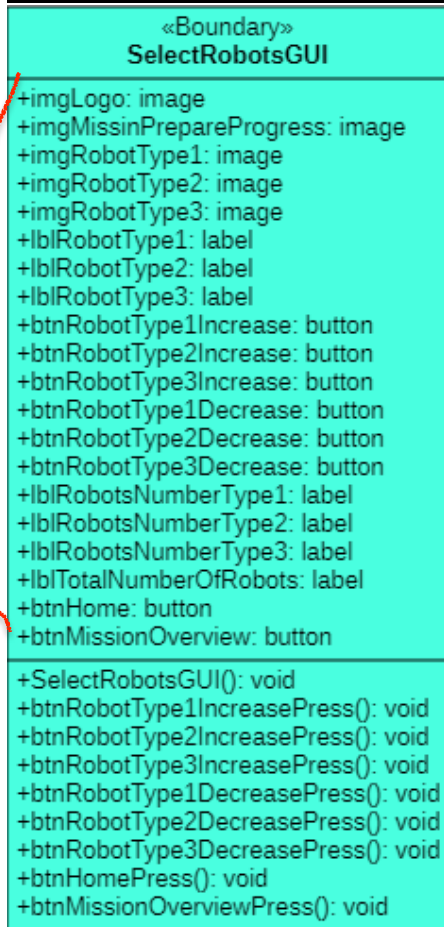 «Boundary»
SelectRobotsGUI
+imgLogo: image
+imgMissinPrepareProgress: image
+imgRobotType1: image
+imgRobotType2: image
+imgRobotType3: image
+lblRobotType1: label
+lblRobotType2: label
+lblRobotType3: label
+btnRobotType1Increase: button
+btnRobotType2Increase: button
+btnRobotType3Increase: button
+btnRobotType1Decrease: button
+btnRobotType2Decrease: button
+btnRobotType3Decrease: button
+lblRobotsNumberType1: label
+lblRobotsNumberType2: label
+lblRobotsNumberType3: label
+lblTotalNumberOfRobots: label
+btnHome: button
+btnMissionOverview: button
+SelectRobotsGUI(): void
+btnRobotType1IncreasePress(): void
+btnRobotType2IncreasePress(): void
+btnRobotType3IncreasePress(): void
+btnRobotType1DecreasePress(): void
+btnRobotType2DecreasePress(): void
+btnRobotType3DecreasePress(): void
+btnHomePress(): void
+btnMissionOverviewPress(): void